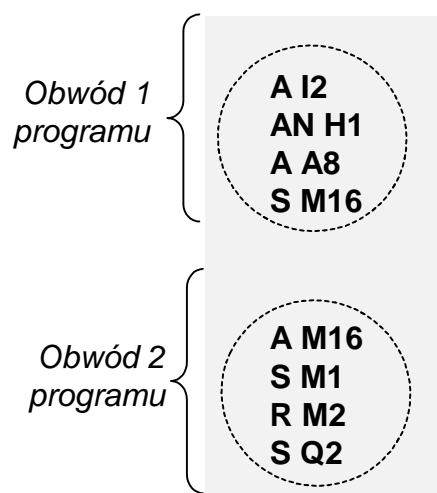 Obwód 1
programu
A I2
AN H1
A A8
S M16
Obwód 2
programu
A M16
S M1
R M2
S Q2